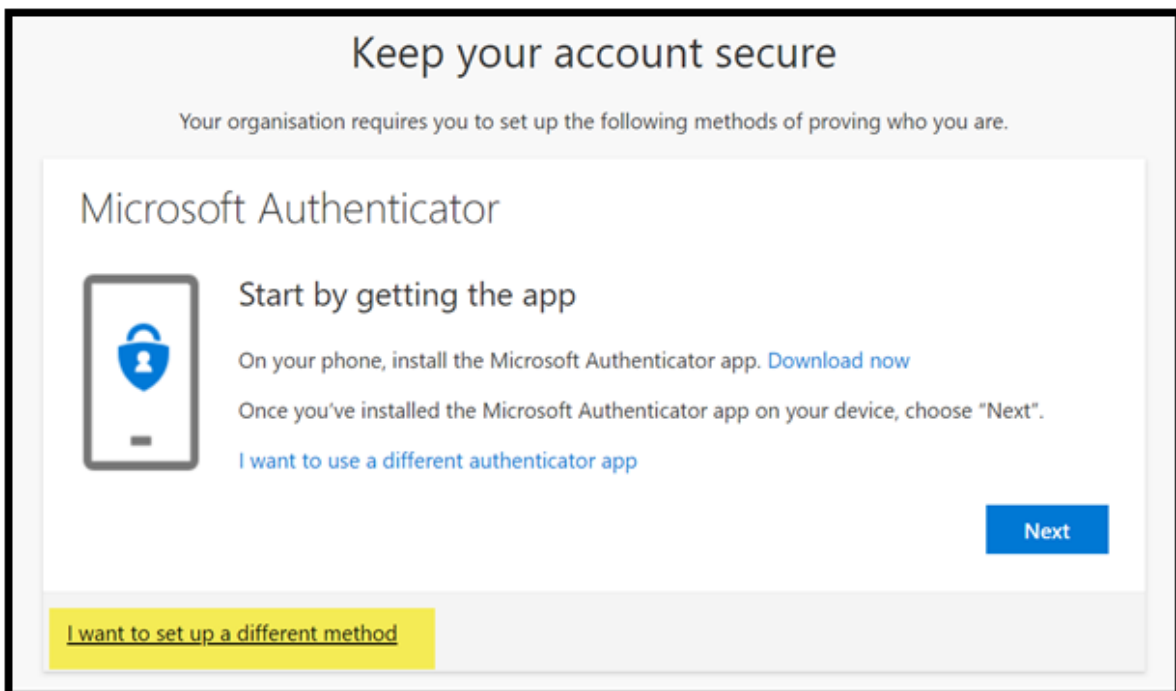 Keep your account secure
Your organisation requires you to set up the following methods of proving who you are.
Microsoft Authenticator
Start by getting the app
On your phone, install the Microsoft Authenticator app. Download now
Once you've installed the Microsoft Authenticator app on your device, choose "Next".
I want to use a different authenticator app
Next
I want to set up a different method